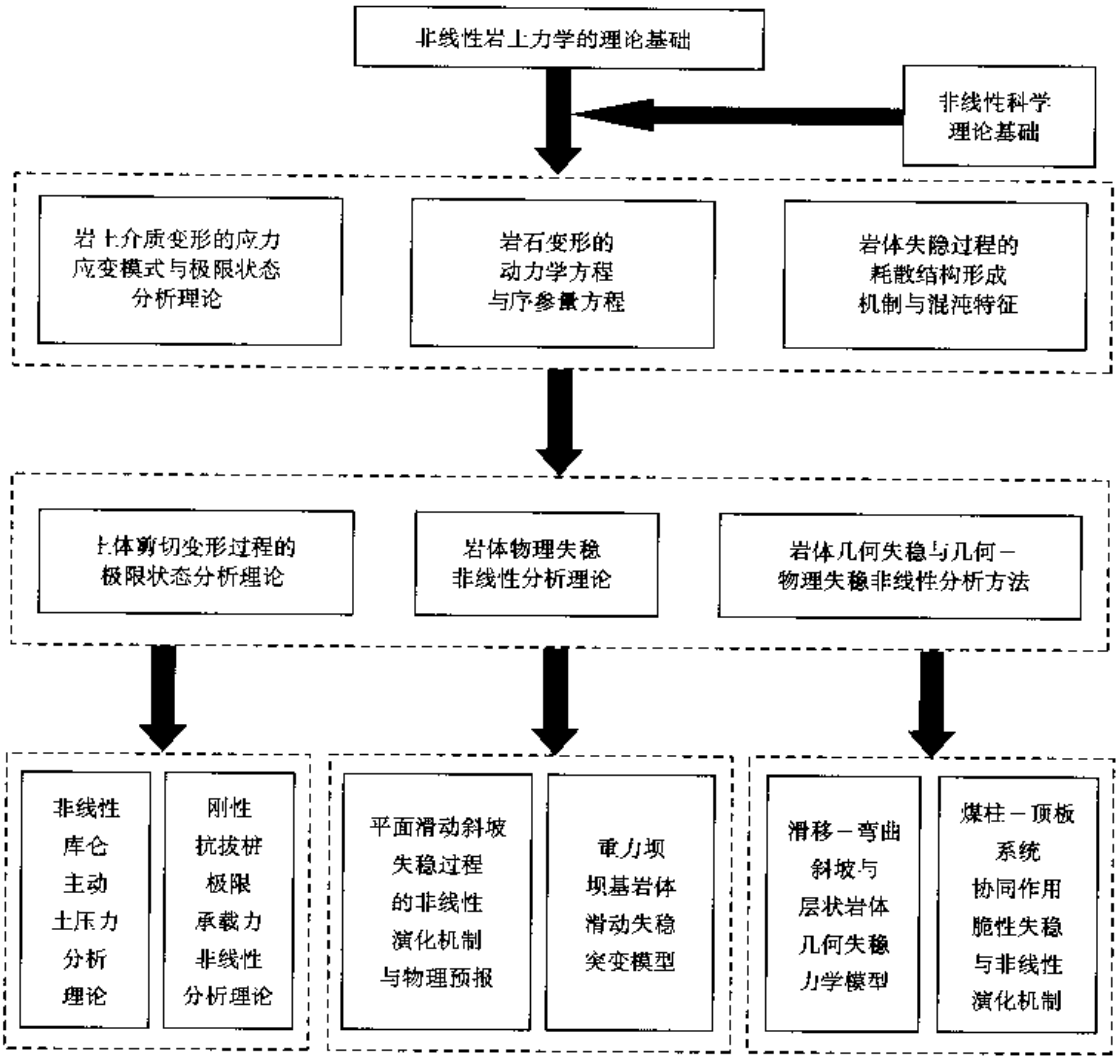 非线性岩土力学的理论基础
非线性科学
理论基础
岩土介质变形的应力
应变模式与极限状态
分析理论
岩石变形的
动力学方程
与序参量方程
岩体失隐过程的
耗散结构形成
机制与混沌特征
土体剪切变形过程的
极限状态分析理论
岩体物理失稳
非线性分析理论
岩体几何失稳与几何－
物理失稳非线性分析方法
非线性
库仑
主动
土压力
分析
理论
刚性
抗拔桩
极限
承载力
非线性
分析理论
平面滑动斜坡
失稳过程
的非线性
演化机制
与物理预报
重力坝
坝基岩体
滑动失稳
突变模型
滑移－弯曲
斜坡与
层状岩体
几何失稳
力学模型
煤柱－顶板
系统
协同作用
脆性失稳
与非线性
演化机制